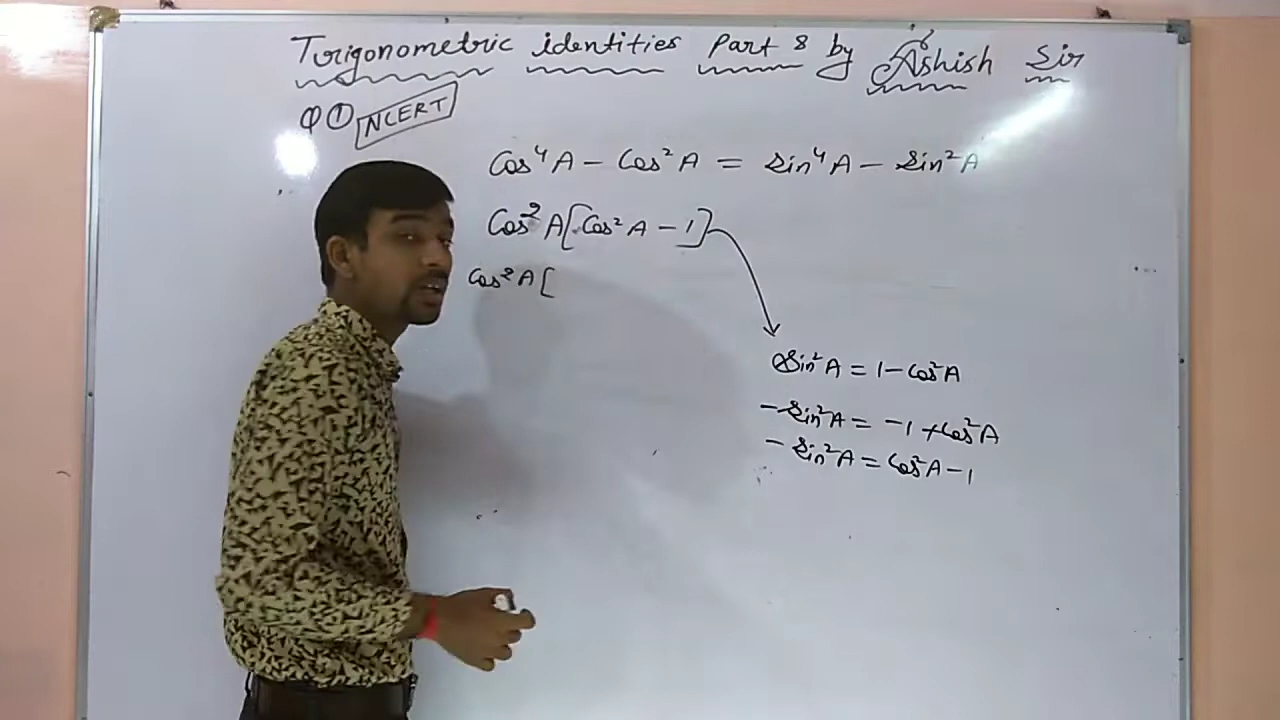 Trigonometric identities Part 8 by Ashish Sir
Q ① NCERT
Cos⁴A - Cos²A = Sin⁴A - Sin²A
Cos²A[Cos²A - 1]
Cos²A[
Sin²A = 1 - Cos²A
- Sin²A = -1 + Cos²A
- Sin²A = Cos²A - 1